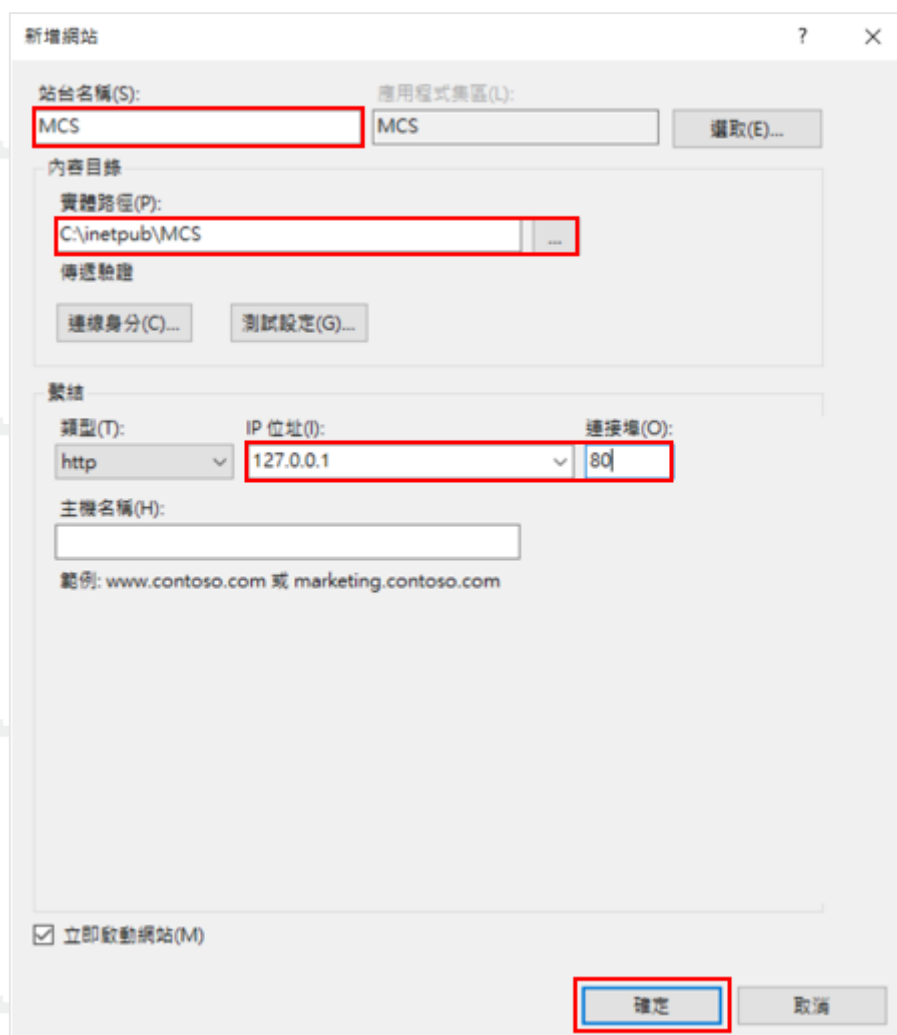 新增網站 ? ×
站台名稱(S): 應用程式集區(L):
MCS MCS 選取(E)...
內容目錄
實體路徑(P):
C:\inetpub\MCS ...
傳遞驗證
連線身分(C)... 測試設定(G)...
繫結
類型(T): IP 位址(I): 連接埠(O):
http 127.0.0.1 80
主機名稱(H):
範例: www.contoso.com 或 marketing.contoso.com
立即啟動網站(M)
確定 取消